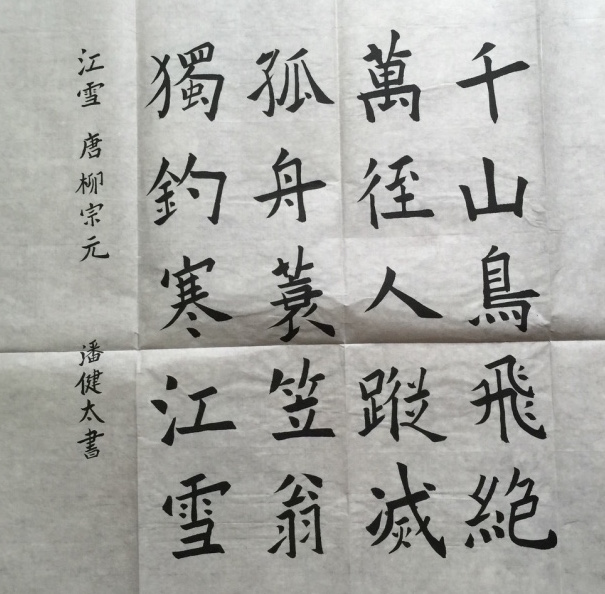 千山鳥飛絕
萬徑人蹤滅
孤舟蓑笠翁
獨釣寒江雪
江雪 唐柳宗元 潘健太書